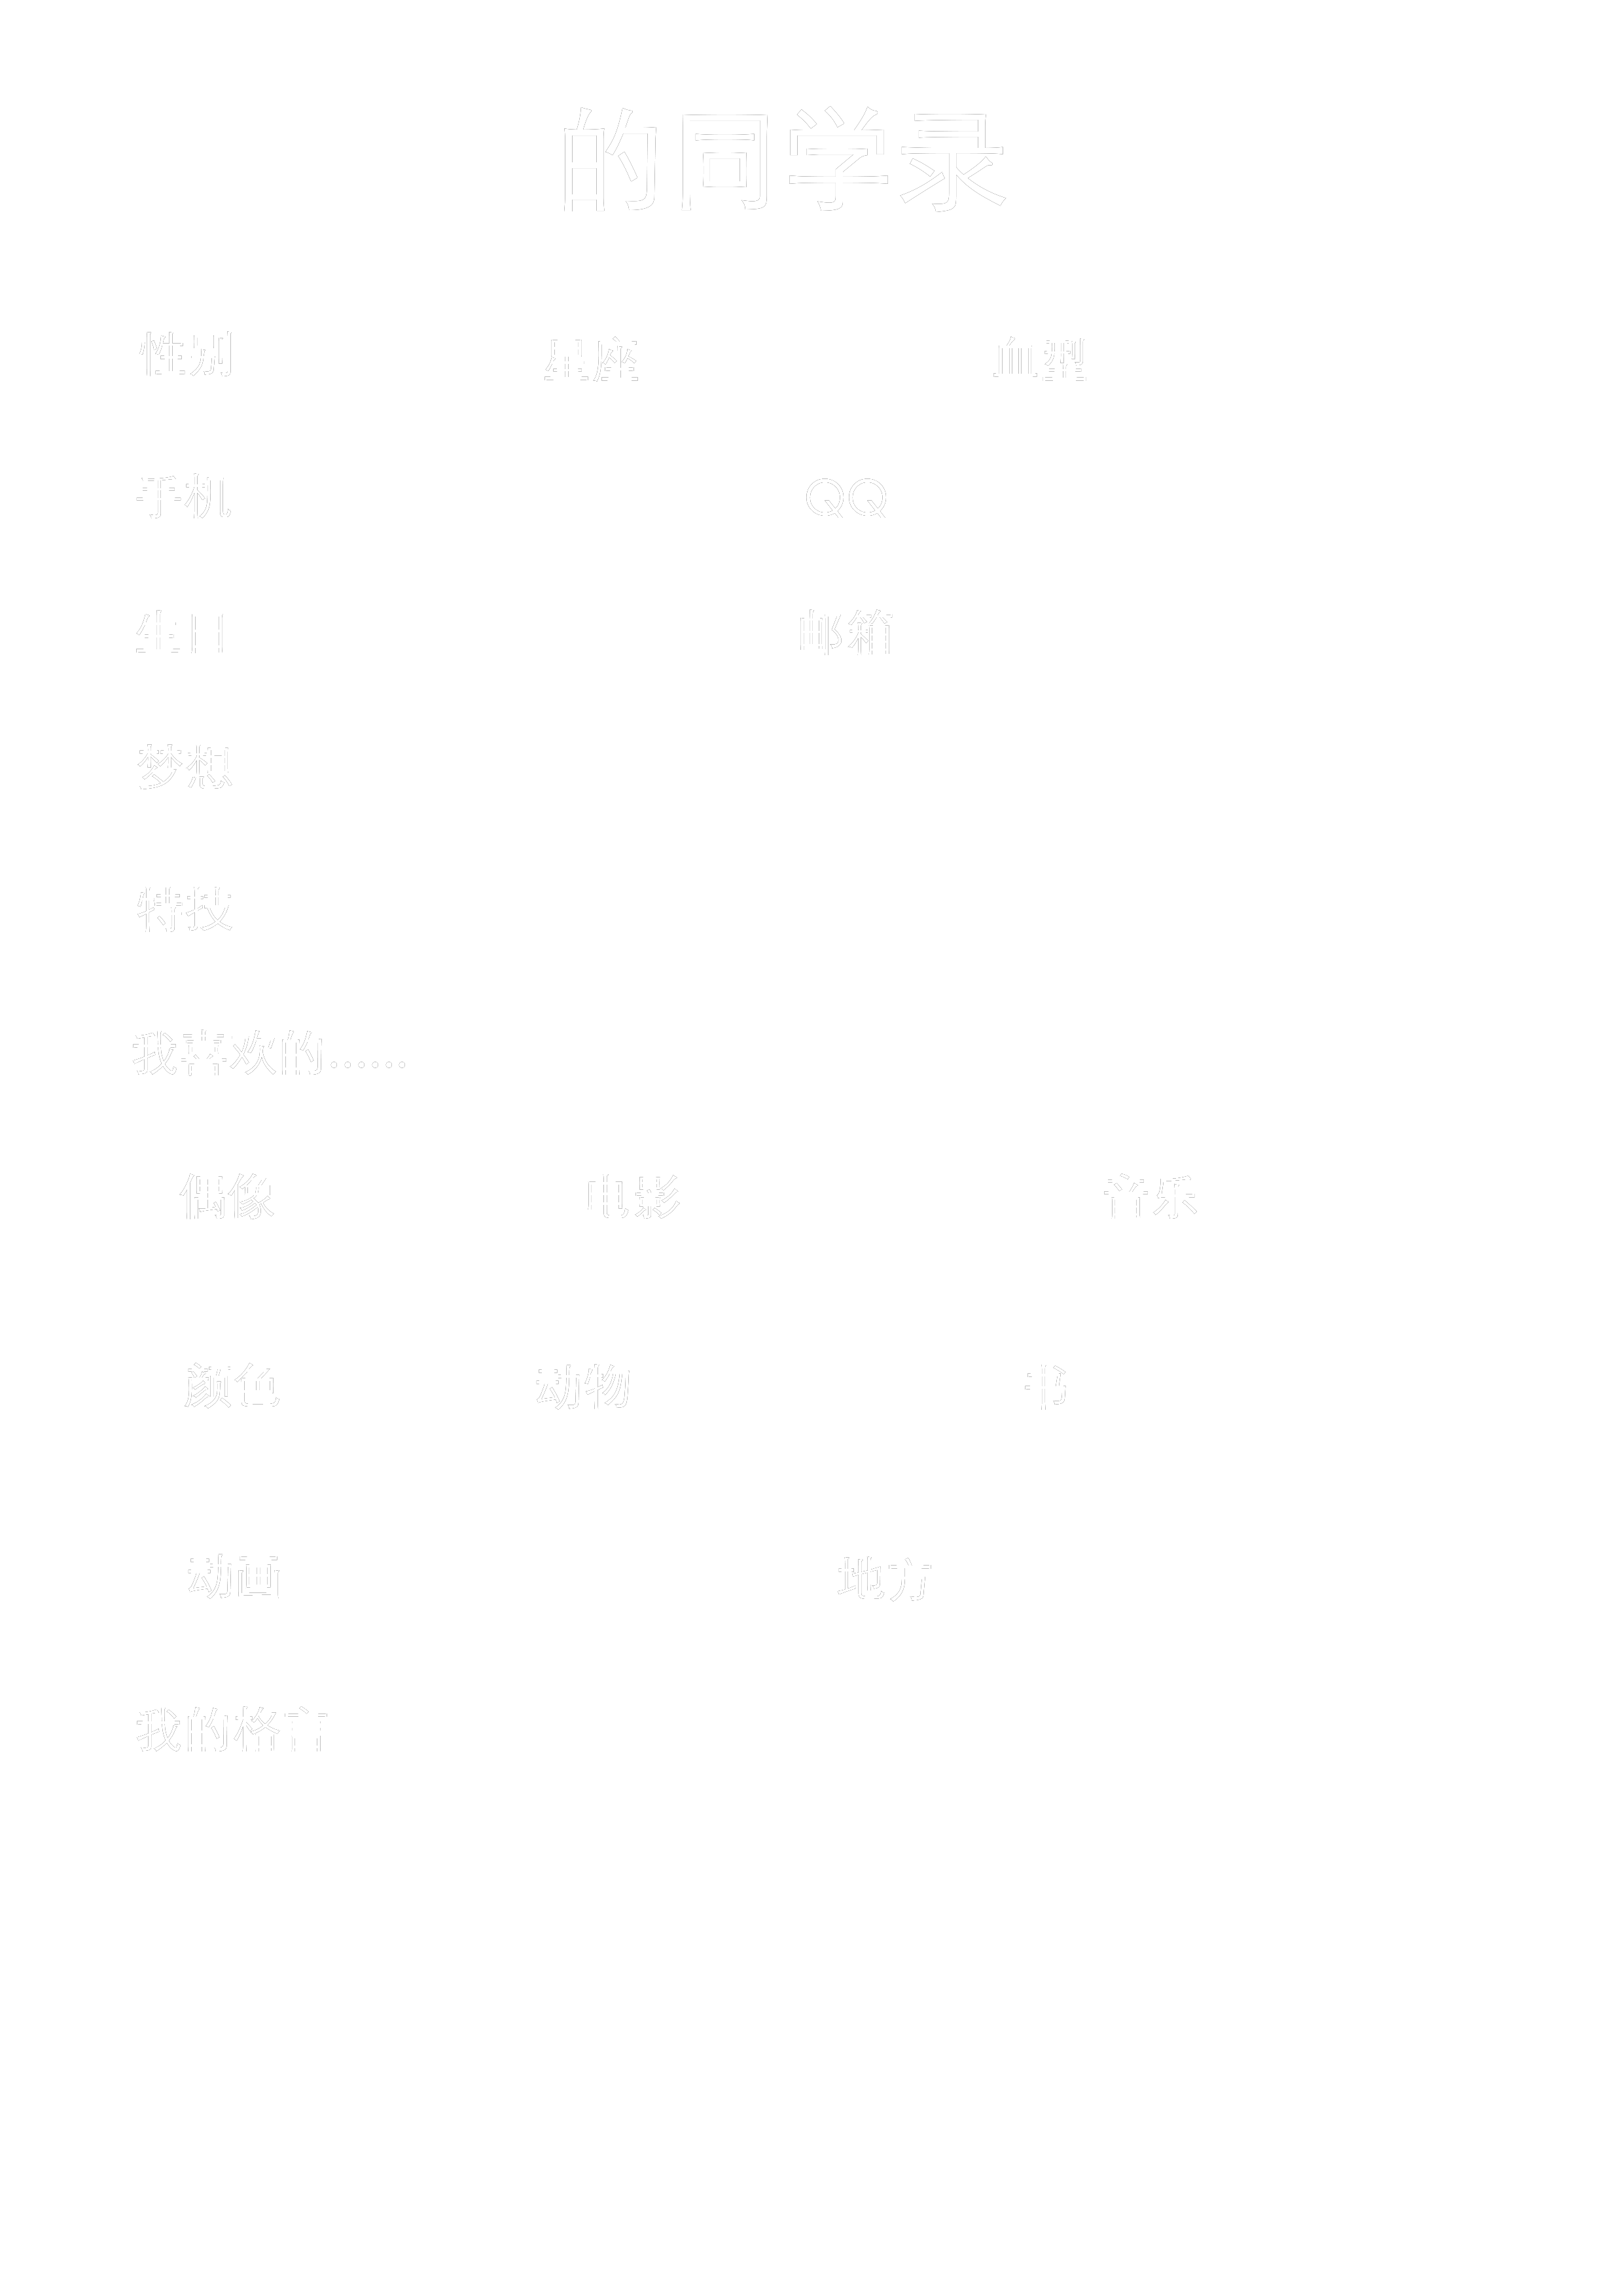 的同学录
性别 星座 血型
手机 QQ
生日 邮箱
梦想
特技
我喜欢的……
偶像 电影 音乐
颜色 动物 书
动画 地方
我的格言